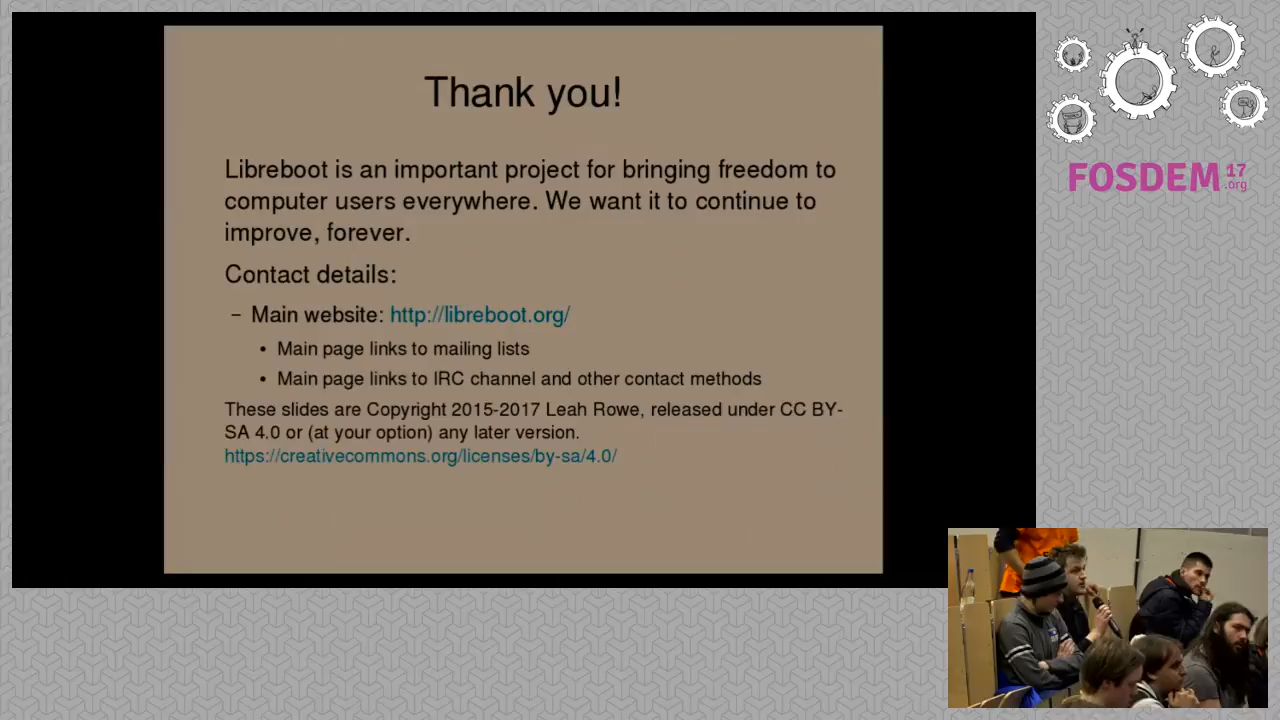 Thank you!
Libreboot is an important project for bringing freedom to
computer users everywhere. We want it to continue to
improve, forever.
Contact details:
– Main website: http://libreboot.org/
• Main page links to mailing lists
• Main page links to IRC channel and other contact methods
These slides are Copyright 2015-2017 Leah Rowe, released under CC BY-
SA 4.0 or (at your option) any later version.
https://creativecommons.org/licenses/by-sa/4.0/
FOSDEM 17
.org